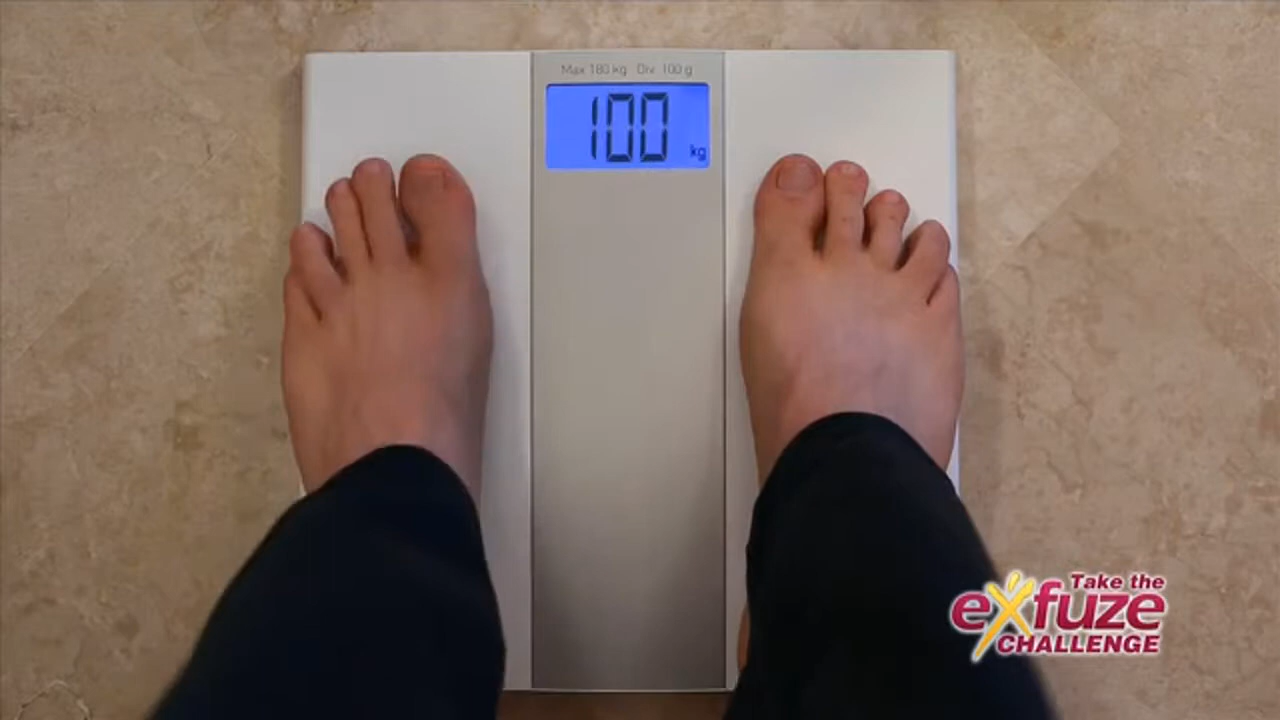 Max 180 kg Div. 100 g
100 kg
Take the
eXfuze
CHALLENGE